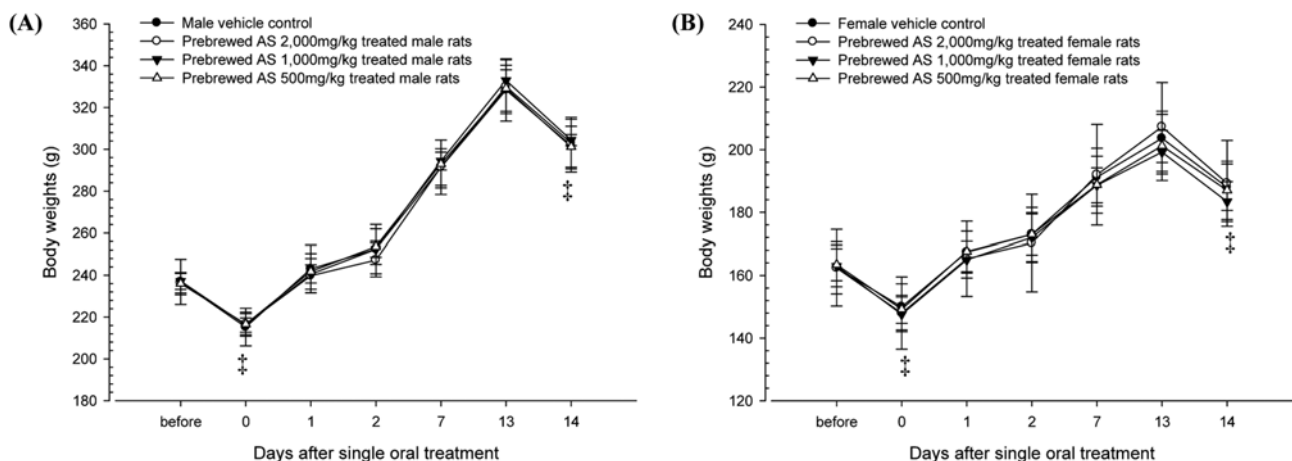 (A)
Male vehicle control
Prebrewed AS 2,000mg/kg treated male rats
Prebrewed AS 1,000mg/kg treated male rats
Prebrewed AS 500mg/kg treated male rats
Body weights (g)
360
340
320
300
280
260
240
220
200
180
‡
‡
before 0 1 2 7 13 14
Days after single oral treatment
(B)
Female vehicle control
Prebrewed AS 2,000mg/kg treated female rats
Prebrewed AS 1,000mg/kg treated female rats
Prebrewed AS 500mg/kg treated female rats
Body weights (g)
240
220
200
180
160
140
120
‡
‡
before 0 1 2 7 13 14
Days after single oral treatment